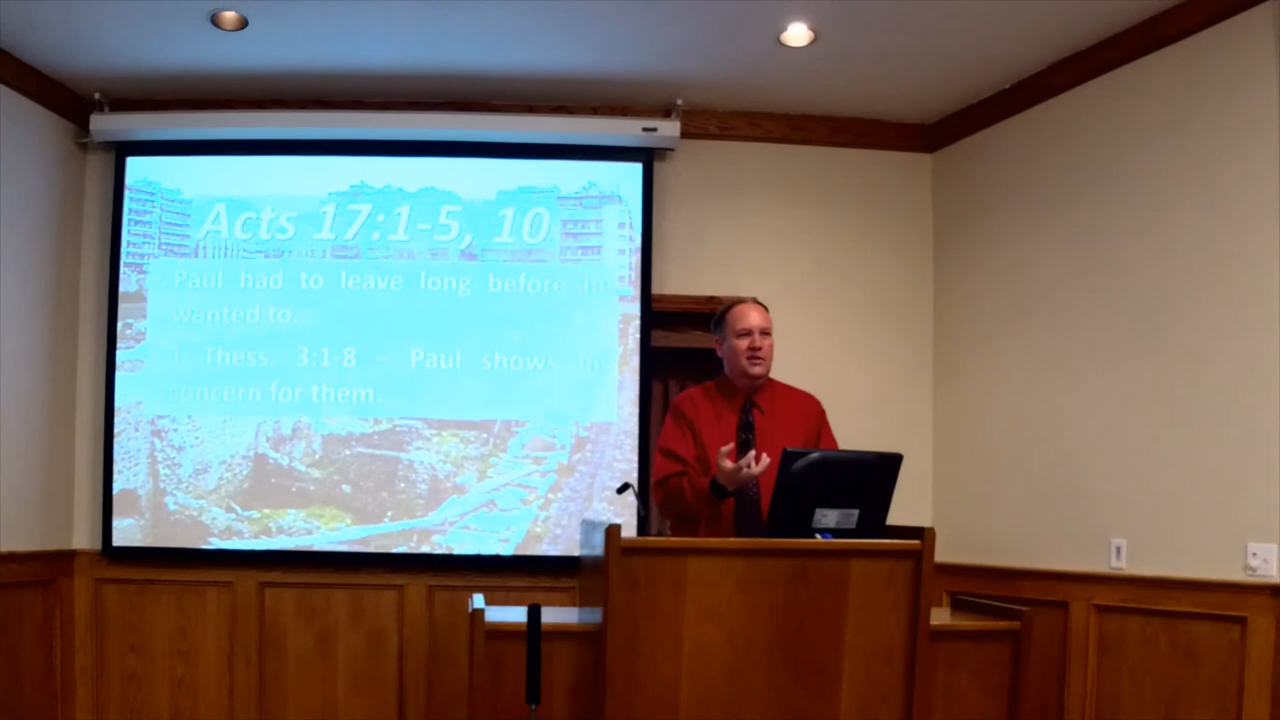 Acts 17:1-5, 10
Paul had to leave long before
wanted to.
1 Thess. 3:1-8 – Paul shows
concern for them.